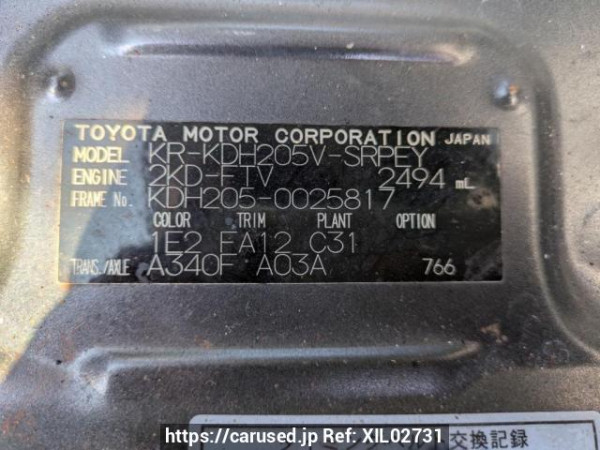 TOYOTA MOTOR CORPORATION JAPAN
MODEL KR-KDH205V-SRPEY
ENGINE 2KD-FTV 2494 mL
FRAME No. KDH205-0025817
COLOR TRIM PLANT OPTION
1E2 FA12 C31
TRANS./AXLE A340F A03A 766
交換記録
https://carused.jp Ref: XIL02731